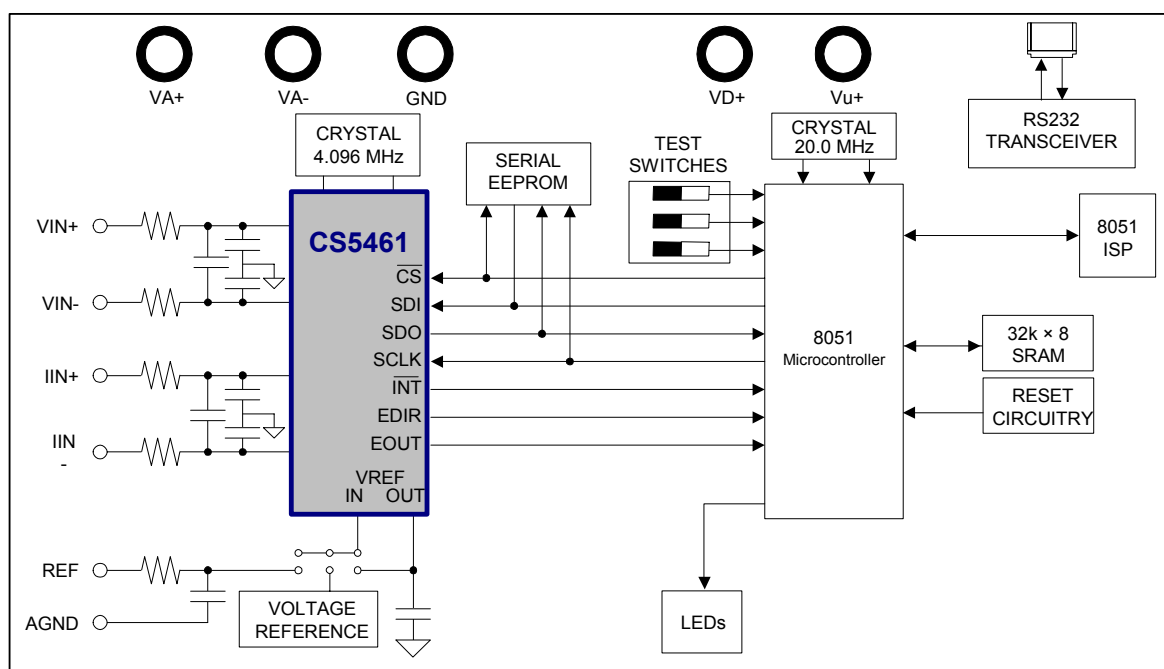 VA+
VA-
GND
VD+
Vu+
RS232
TRANSCEIVER
CRYSTAL
4.096 MHz
SERIAL
EEPROM
TEST
SWITCHES
CRYSTAL
20.0 MHz
VIN+
VIN-
IIN+
IIN
-
REF
AGND
CS5461
CS
SDI
SDO
SCLK
INT
EDIR
EOUT
VREF
IN OUT
VOLTAGE
REFERENCE
8051
Microcontroller
8051
ISP
32k × 8
SRAM
RESET
CIRCUITRY
LEDs